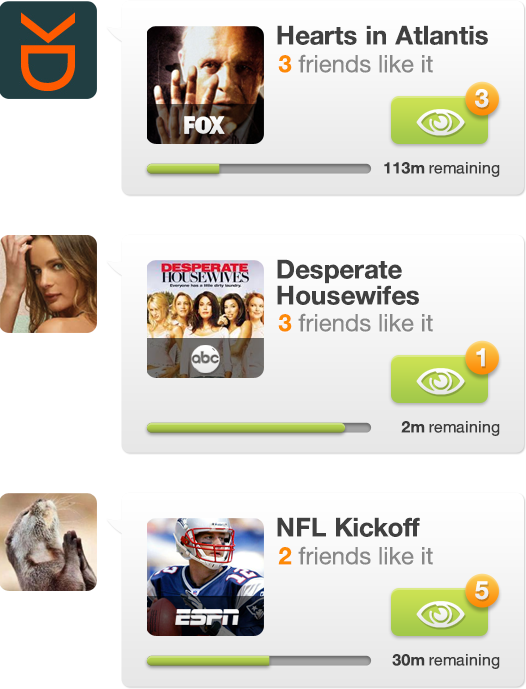 Hearts in Atlantis
3 friends like it
FOX
3
113m remaining
Desperate
Housewifes
3 friends like it
DESPERATE
HOUSEWIVES
Everyone has a little dirty laundry.
abc
1
2m remaining
NFL Kickoff
2 friends like it
12
ESPN
5
30m remaining